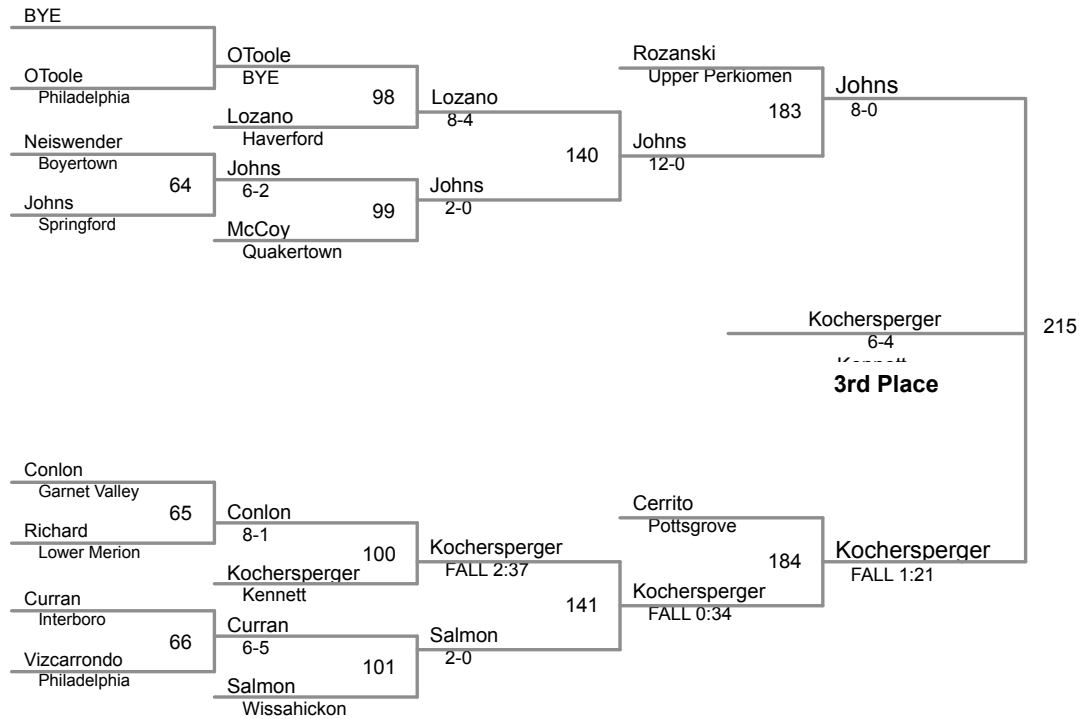 BYE
OToole
Philadelphia
OToole
BYE
98
Lozano
Haverford
Neiswender
Boyertown
64
Johns
Springford
Johns
6-2
99
McCoy
Quakertown
Lozano
8-4
140
Johns
2-0
Rozanski
Upper Perkiomen
183
Johns
12-0
Johns
8-0
Kochersperger
6-4
215
3rd Place
Conlon
Garnet Valley
65
Richard
Lower Merion
Conlon
8-1
100
Kochersperger
Kennett
Curran
Interboro
66
Vizcarrondo
Philadelphia
Curran
6-5
101
Salmon
Wissahickon
Kochersperger
FALL 2:37
141
Salmon
2-0
Cerrito
Pottsgrove
184
Kochersperger
FALL 0:34
Kochersperger
FALL 1:21